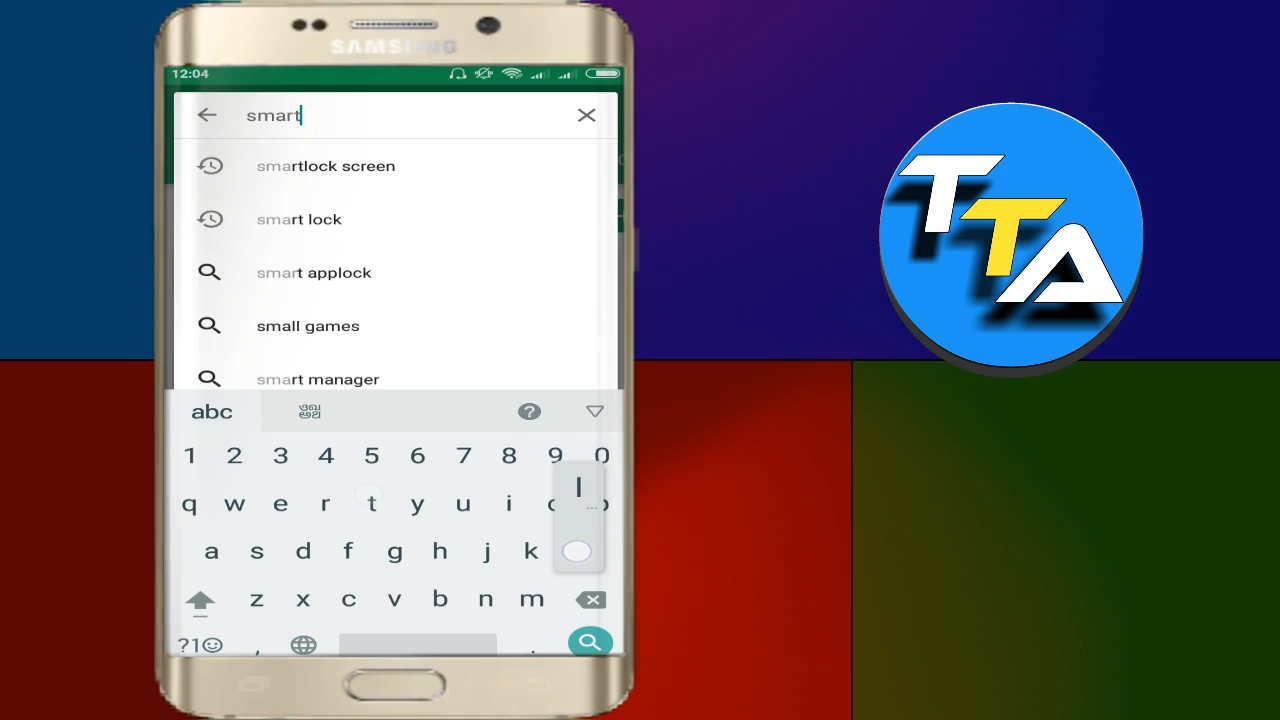 SAMSUNG
12:04
smart
smartlock screen
smart lock
smart applock
small games
smart manager
abc
?
1 2 3 4 5 6 7 8 9 0
l
q w e r t y u i
a s d f g h j k
z x c v b n m
?1 , .
TTA